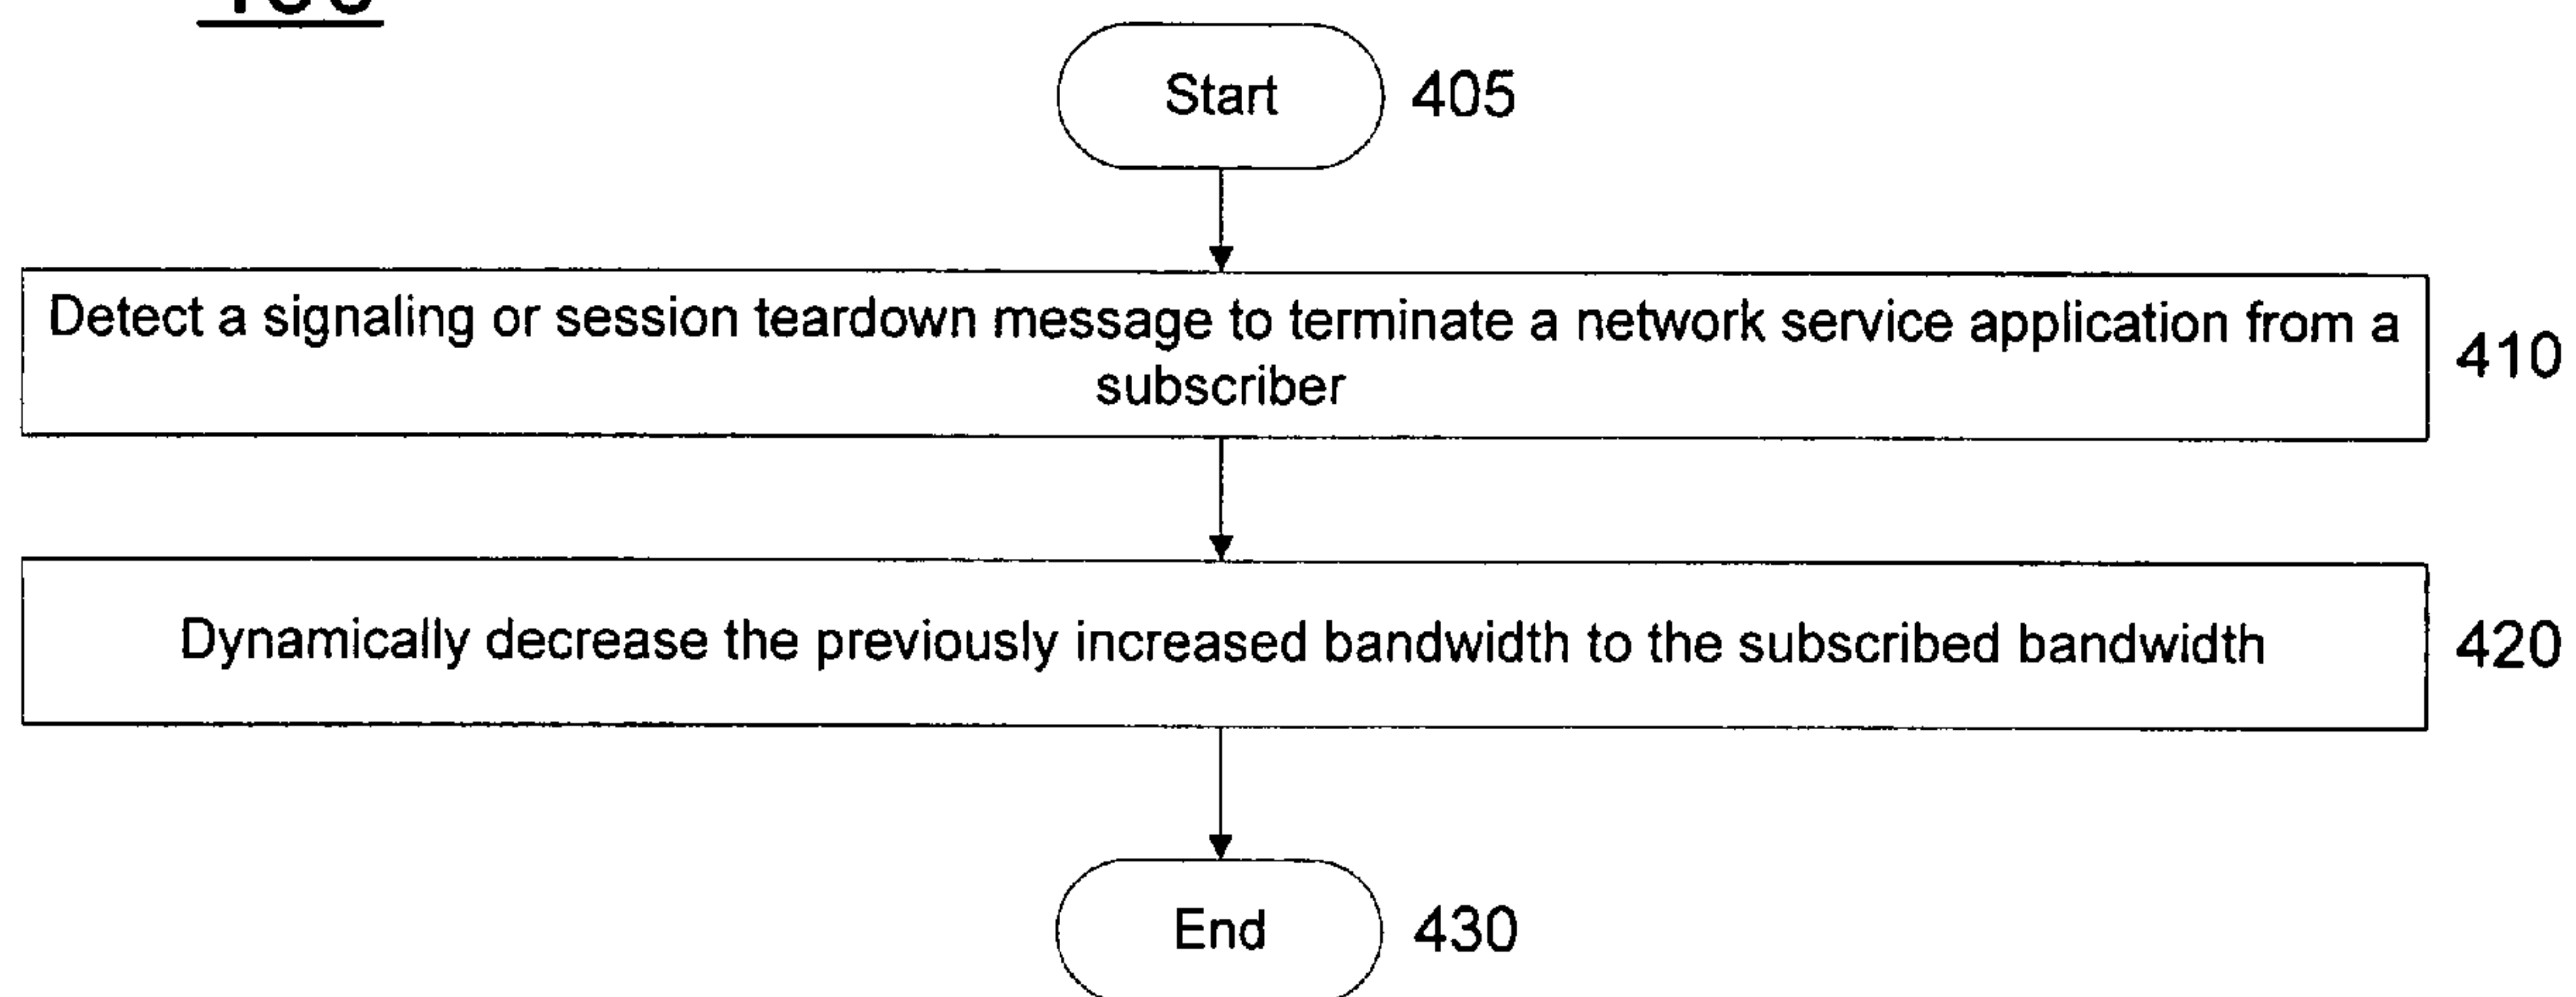 Start 405
Detect a signaling or session teardown message to terminate a network service application from a
subscriber
410
Dynamically decrease the previously increased bandwidth to the subscribed bandwidth 420
End 430